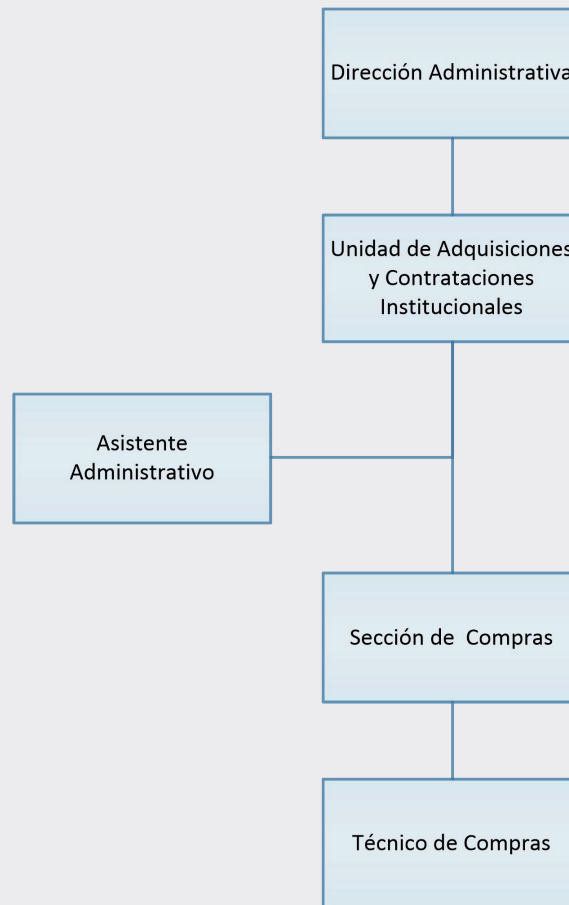 Dirección Administrativa
Unidad de Adquisiciones
y Contrataciones
Institucionales
Asistente
Administrativo
Sección de Compras
Técnico de Compras